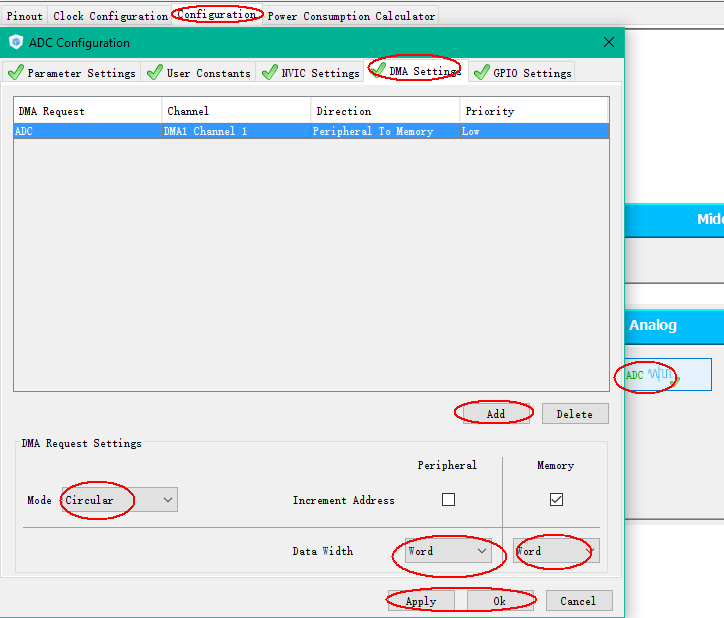 Pinout Clock Configuration Configuration Power Consumption Calculator
ADC Configuration
Parameter Settings User Constants NVIC Settings DMA Settings GPIO Settings
DMA Request Channel Direction Priority
ADC DMA1 Channel 1 Peripheral To Memory Low
Midd
Analog
ADC
Add Delete
DMA Request Settings
Peripheral Memory
Mode Circular Increment Address
Data Width Word Word
Apply Ok Cancel